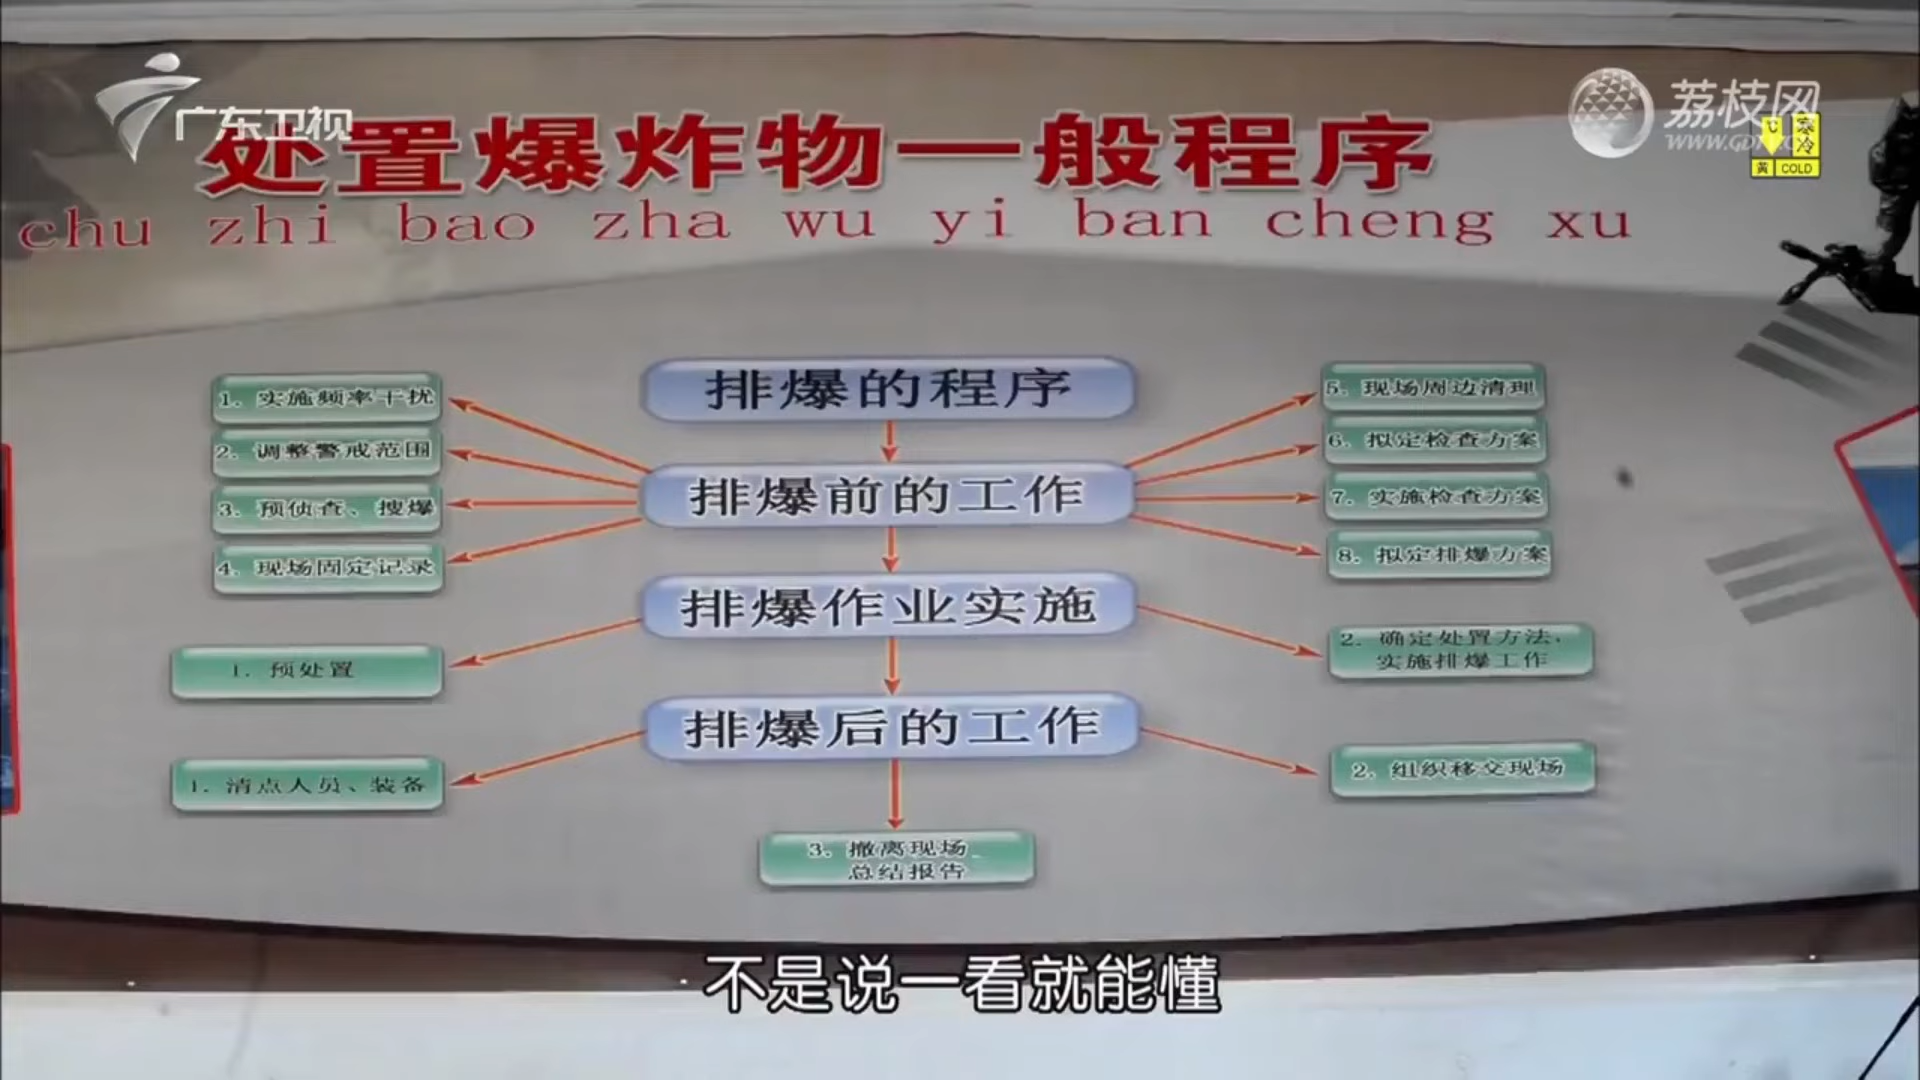 广东卫视
荔枝网
寒冷
黄 COLD
处置爆炸物一般程序
chu zhi bao zha wu yi ban cheng xu
排爆的程序
排爆前的工作
1. 实施频率干扰
2. 调整警戒范围
3. 预侦查、搜爆
4. 现场固定记录
5. 现场周边清理
6. 拟定检查方案
7. 实施检查方案
8. 拟定排爆方案
排爆作业实施
1. 预处置
2. 确定处置方法、
实施排爆工作
排爆后的工作
1. 清点人员、装备
2. 组织移交现场
3. 撤离现场
总结报告
不是说一看就能懂